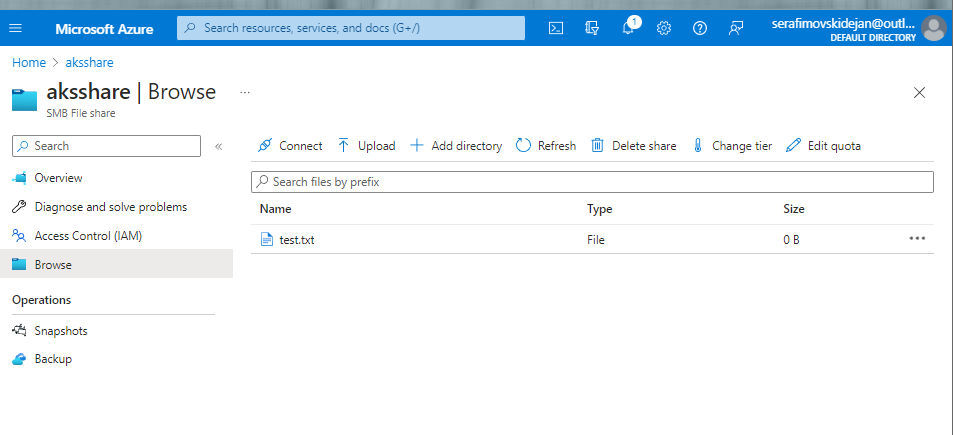 Microsoft Azure
Search resources, services, and docs (G+/)
1
serafimovskidejan@outl...
DEFAULT DIRECTORY
Home > aksshare
aksshare | Browse ...
SMB File share
Search
«
Connect
Upload
Add directory
Refresh
Delete share
Change tier
Edit quota
Overview
Diagnose and solve problems
Access Control (IAM)
Browse
Operations
Snapshots
Backup
Search files by prefix
Name Type Size
test.txt File 0 B ...